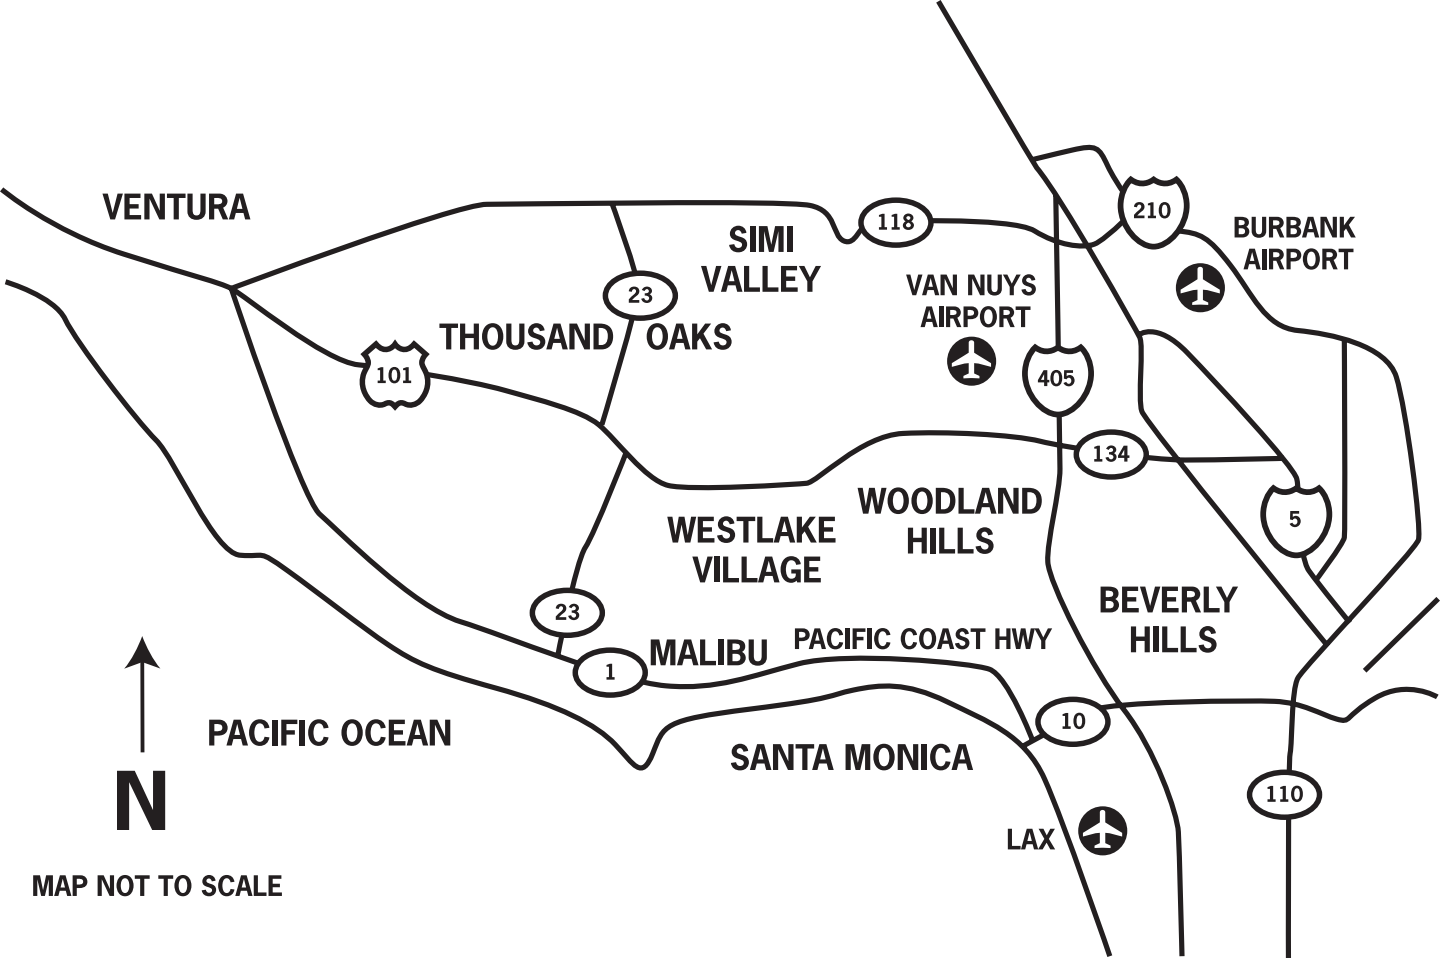 VENTURA
210
118
BURBANK
AIRPORT
SIMI
VALLEY
VAN NUYS
AIRPORT
23
THOUSAND OAKS
101
405
134
WOODLAND
HILLS
5
WESTLAKE
VILLAGE
BEVERLY
HILLS
23
MALIBU
PACIFIC COAST HWY
1
10
PACIFIC OCEAN
SANTA MONICA
110
N
LAX
MAP NOT TO SCALE